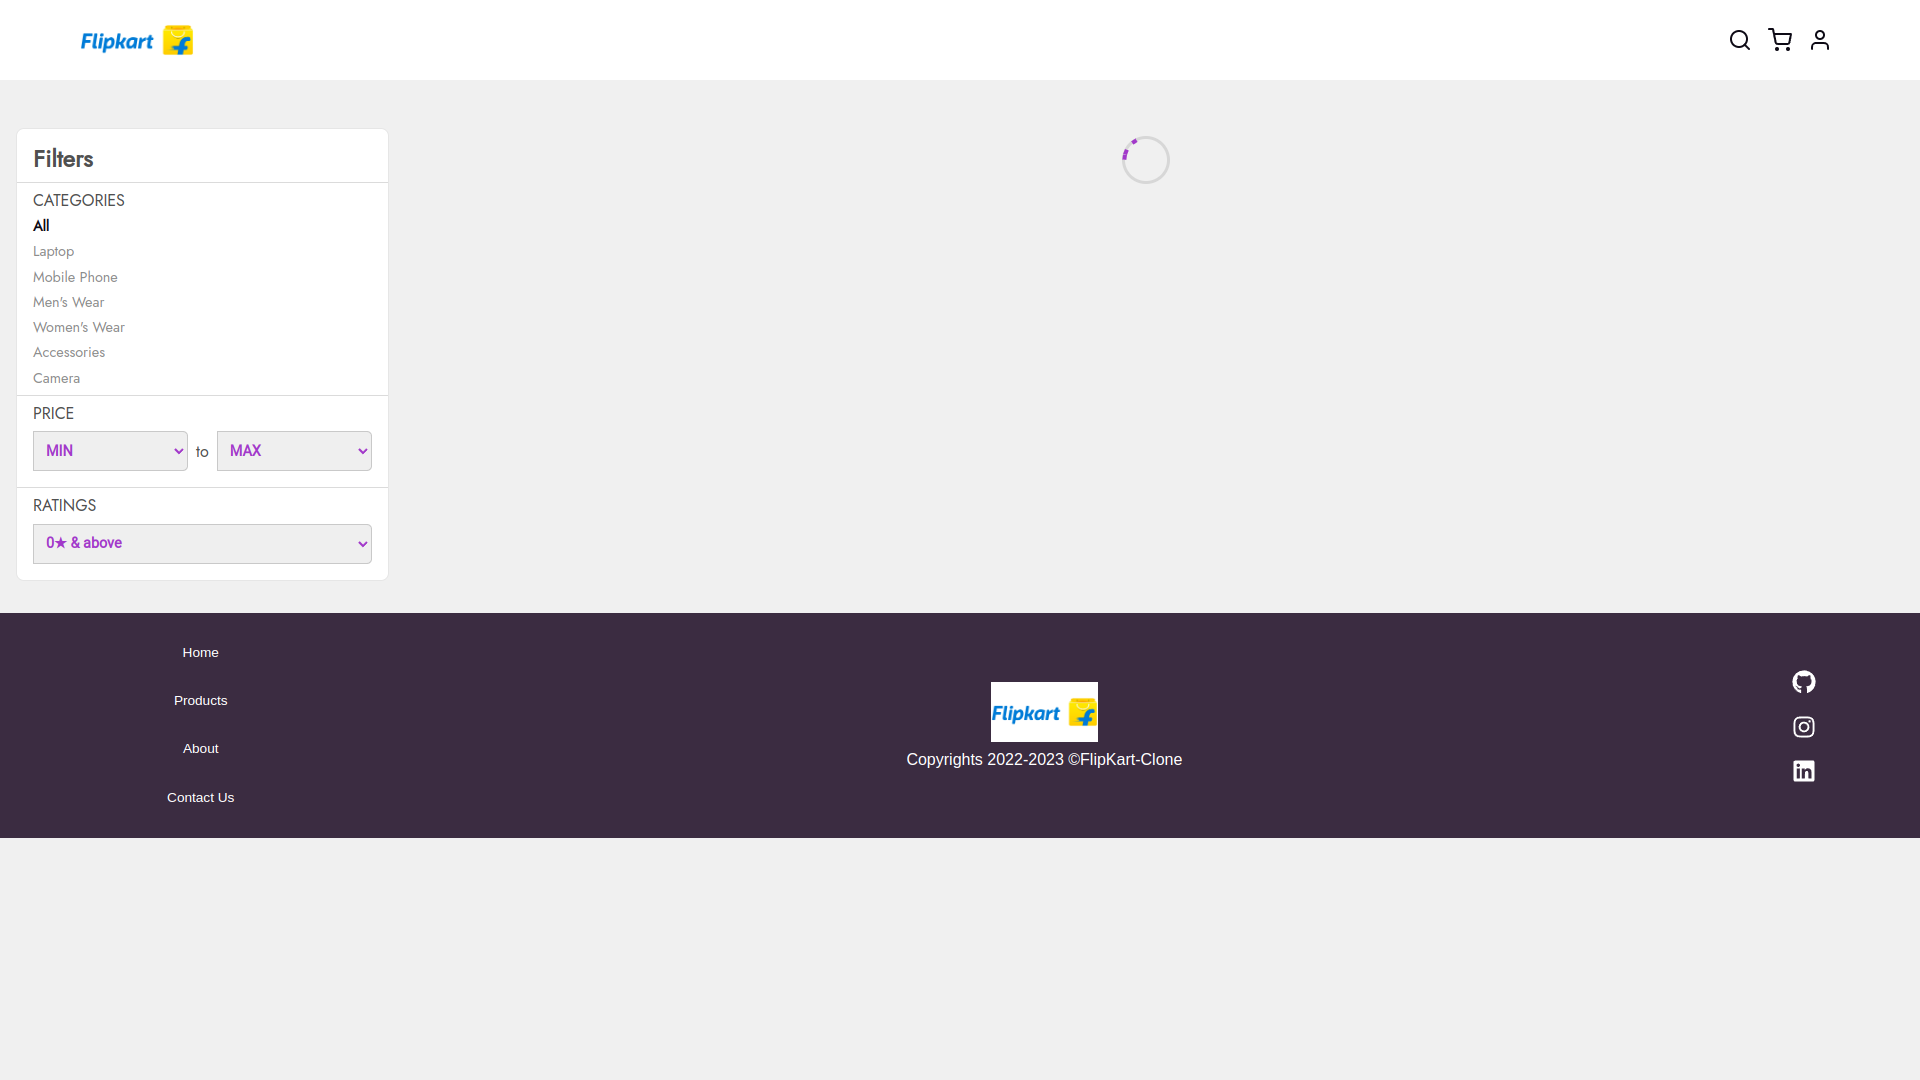 Flipkart
Filters
CATEGORIES
All
Laptop
Mobile Phone
Men's Wear
Women's Wear
Accessories
Camera
PRICE
MIN to MAX
RATINGS
0★ & above
Home
Products
About
Contact Us
Flipkart
Copyrights 2022-2023 ©FlipKart-Clone